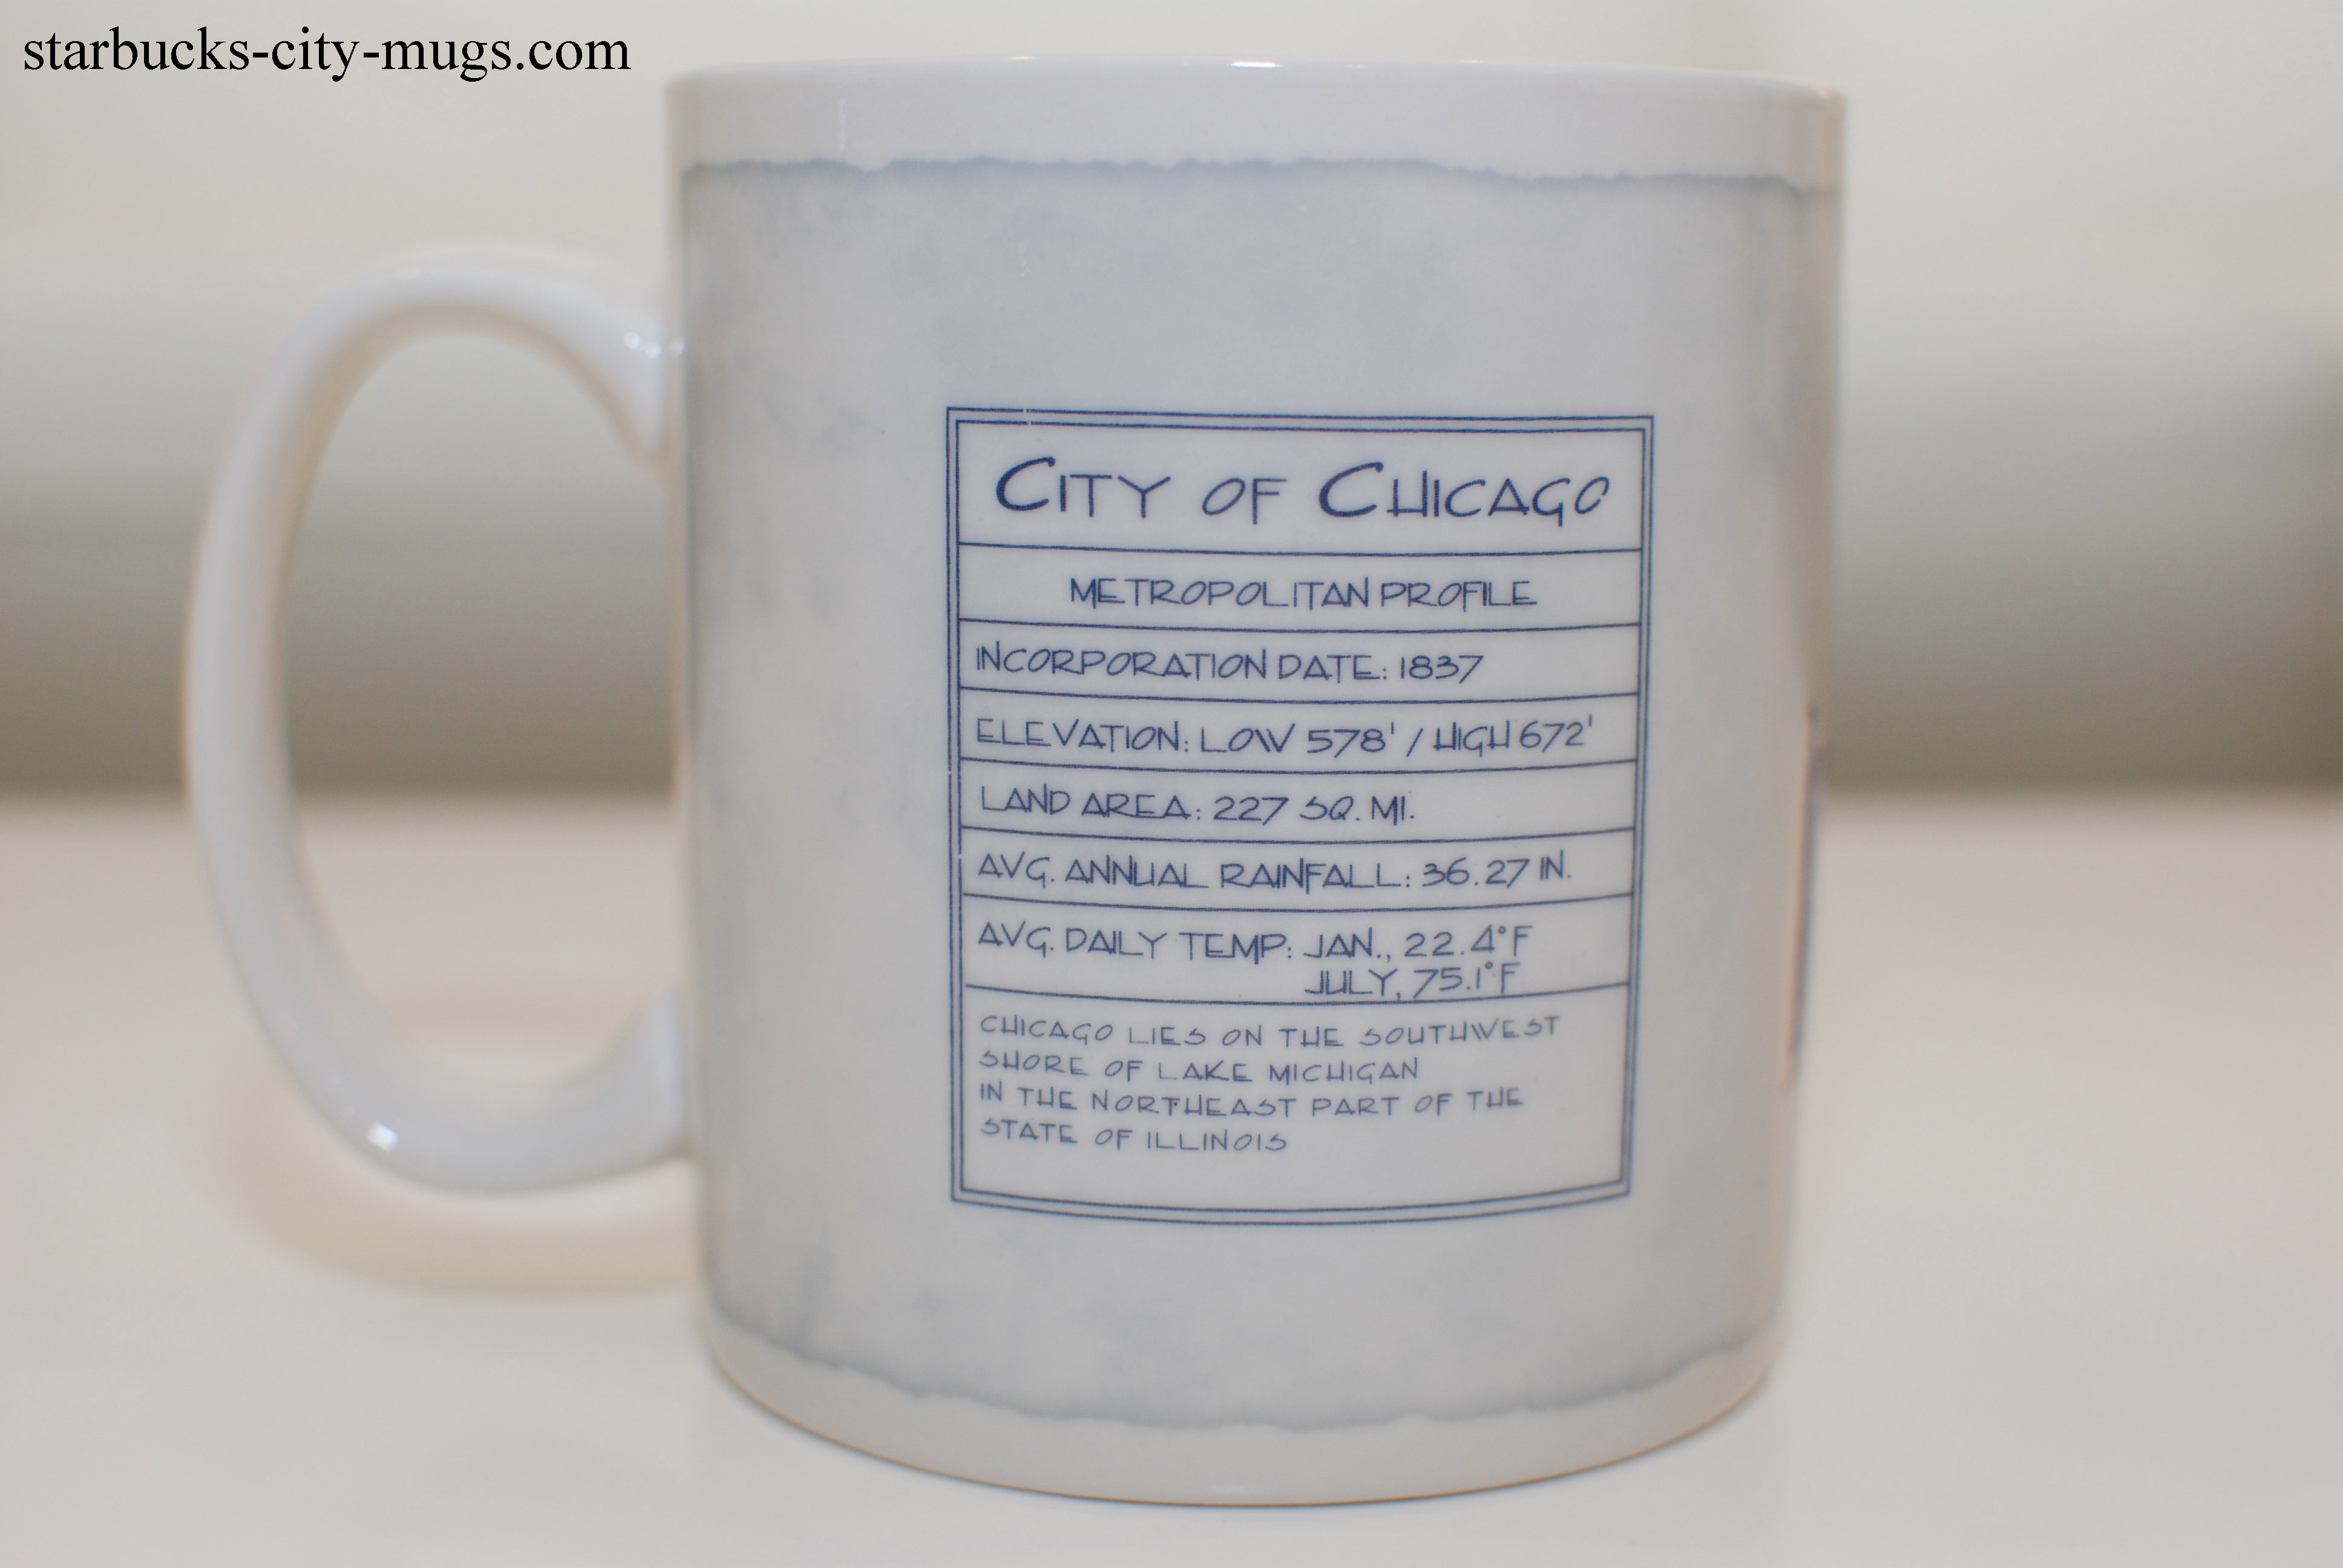 starbucks-city-mugs.com
CITY OF CHICAGO
METROPOLITAN PROFILE
INCORPORATION DATE: 1837
ELEVATION: LOW 578' / HIGH 672'
LAND AREA: 227 SQ. MI.
AVG. ANNUAL RAINFALL: 36.27 IN.
AVG. DAILY TEMP: JAN., 22.4°F
JULY, 75.1°F
CHICAGO LIES ON THE SOUTHWEST
SHORE OF LAKE MICHIGAN
IN THE NORTHEAST PART OF THE
STATE OF ILLINOIS